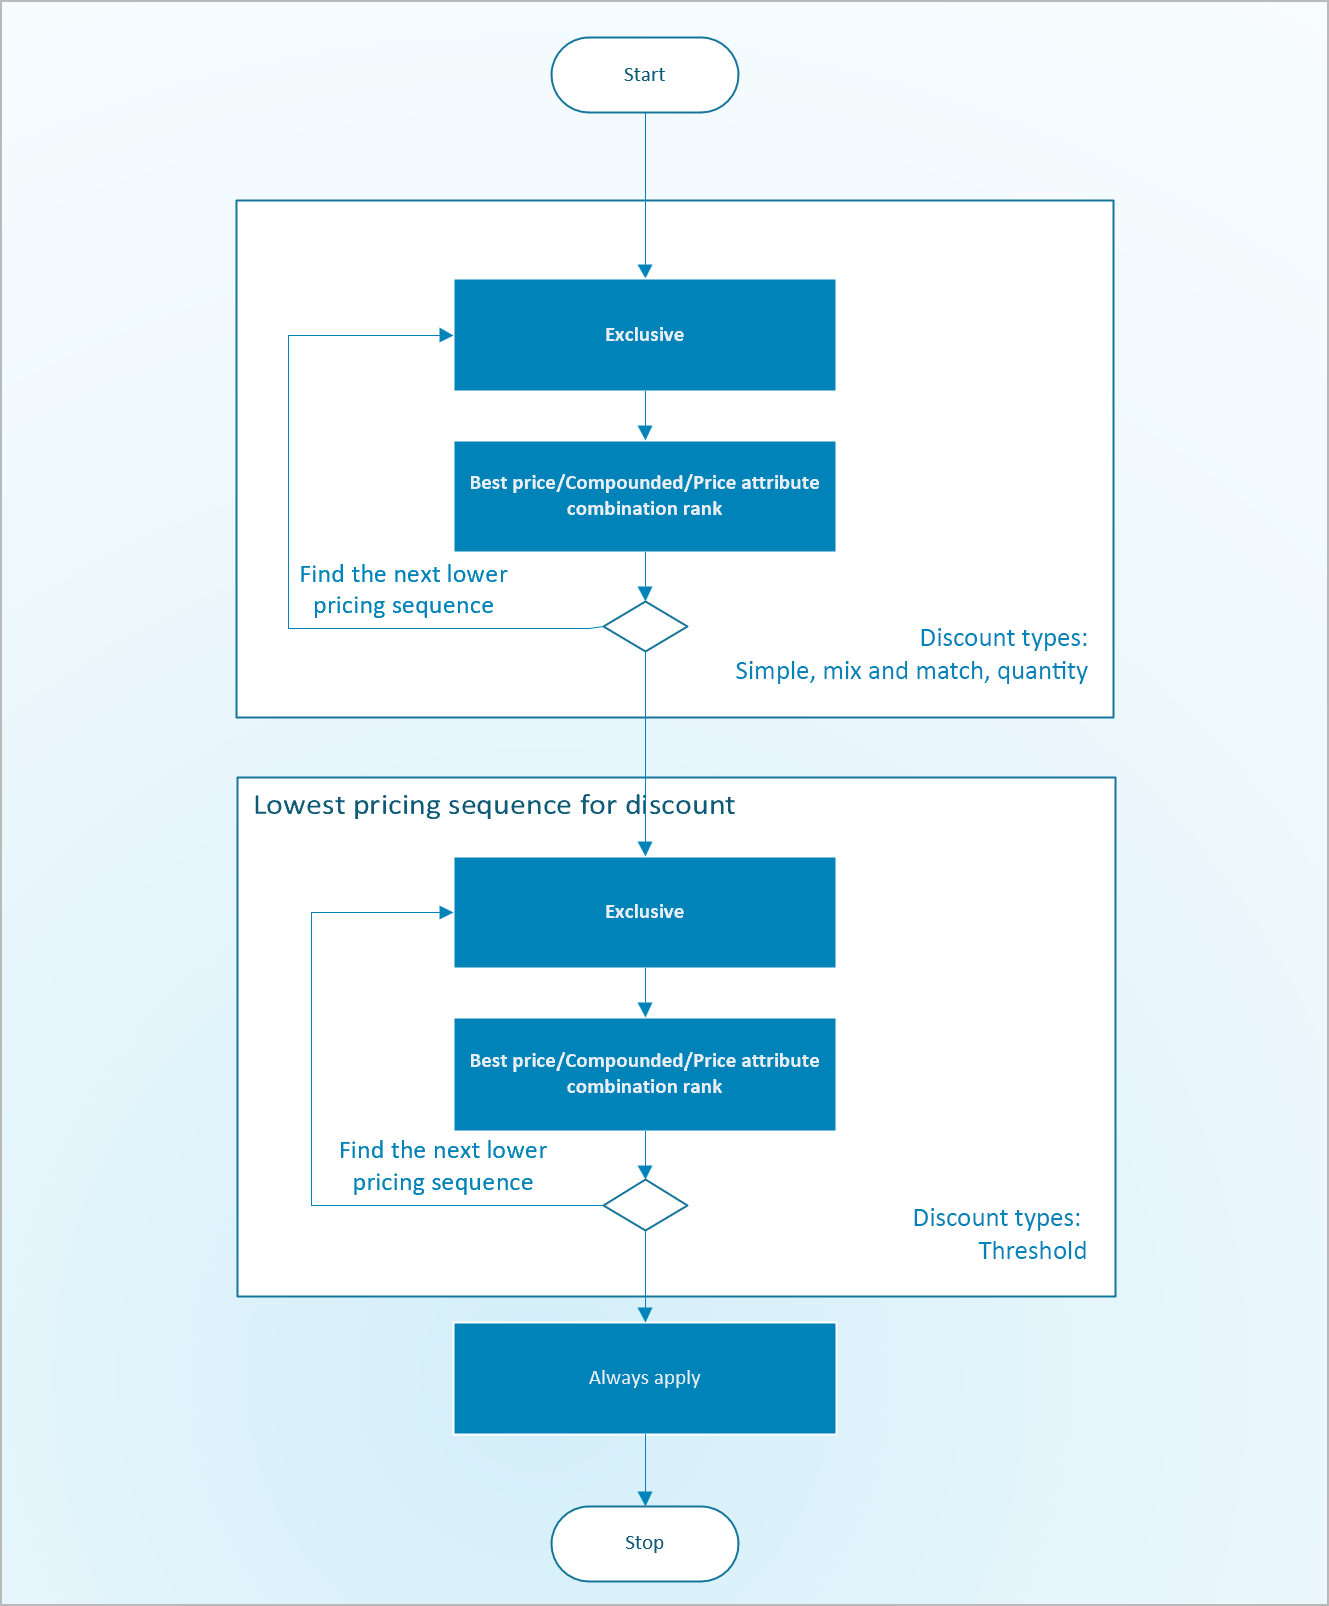 Start
Exclusive
Best price/Compounded/Price attribute
combination rank
Find the next lower
pricing sequence
Discount types:
Simple, mix and match, quantity
Lowest pricing sequence for discount
Exclusive
Best price/Compounded/Price attribute
combination rank
Find the next lower
pricing sequence
Discount types:
Threshold
Always apply
Stop